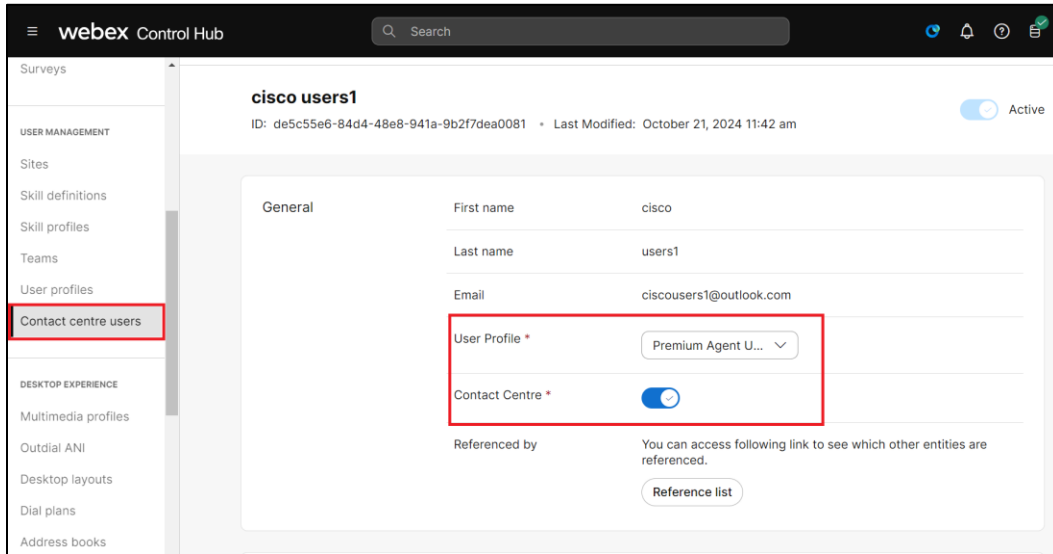 webex Control Hub
Search
Surveys
USER MANAGEMENT
Sites
Skill definitions
Skill profiles
Teams
User profiles
Contact centre users
DESKTOP EXPERIENCE
Multimedia profiles
Outdial ANI
Desktop layouts
Dial plans
Address books
cisco users1
ID: de5c55e6-84d4-48e8-941a-9b2f7dea0081 • Last Modified: October 21, 2024 11:42 am
Active
General
First name cisco
Last name users1
Email ciscousers1@outlook.com
User Profile * Premium Agent U...
Contact Centre *
Referenced by You can access following link to see which other entities are
referenced.
Reference list